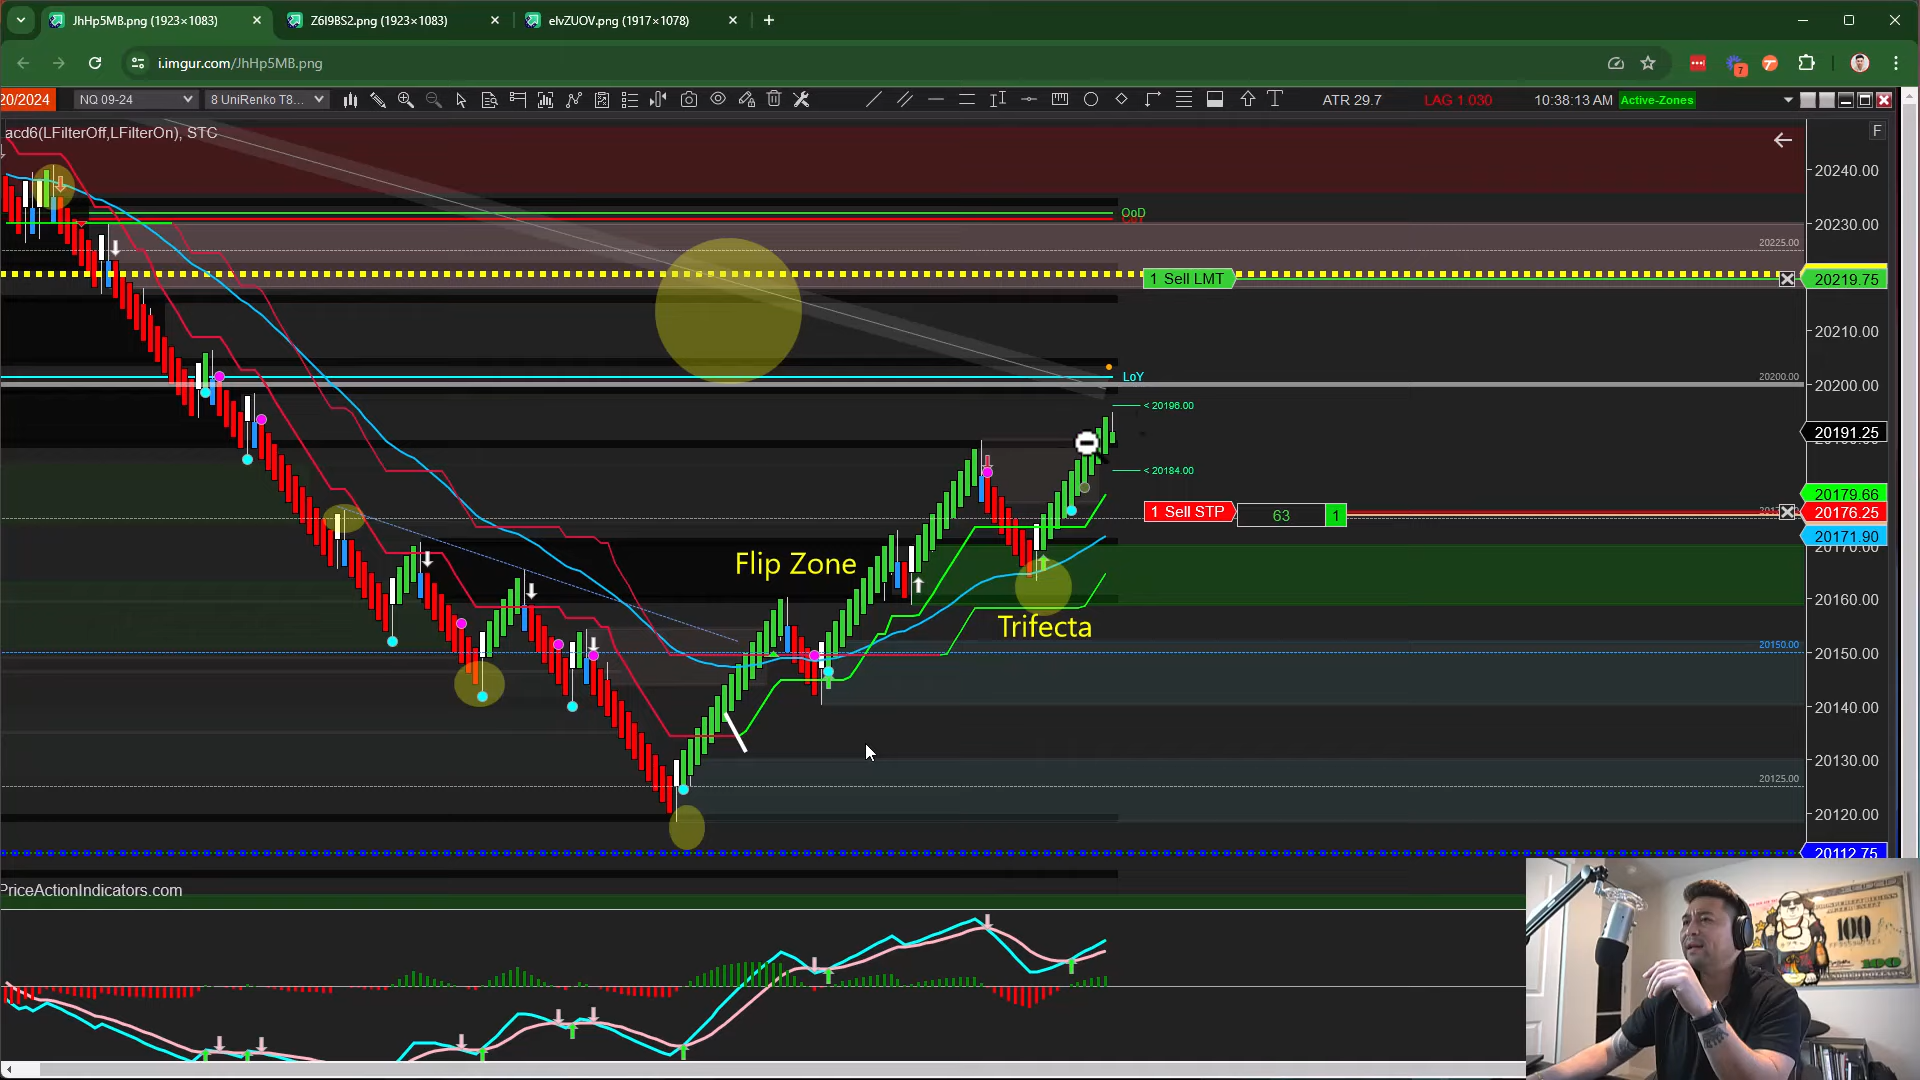 JhHp5MB.png (1923×1083)
Z6I9BS2.png (1923×1083)
elvZUOV.png (1917×1078)
i.imgur.com/JhHp5MB.png
7
20/2024
NQ 09-24
8 UniRenko T8...
ATR 29.7
LAG 1.030
10:38:13 AM
Active-Zones
acd6(LFilterOff,LFilterOn), STC
F
20240.00
OoD
20230.00
20225.00
1 Sell LMT
20219.75
20210.00
LoY
20200.00
20200.00
< 20196.00
20191.25
< 20184.00
20179.66
1 Sell STP
63
1
20176.25
20171.90
20170.00
Flip Zone
20160.00
Trifecta
20150.00
20150.00
20140.00
20130.00
20125.00
20120.00
20112.75
PriceActionIndicators.com
100